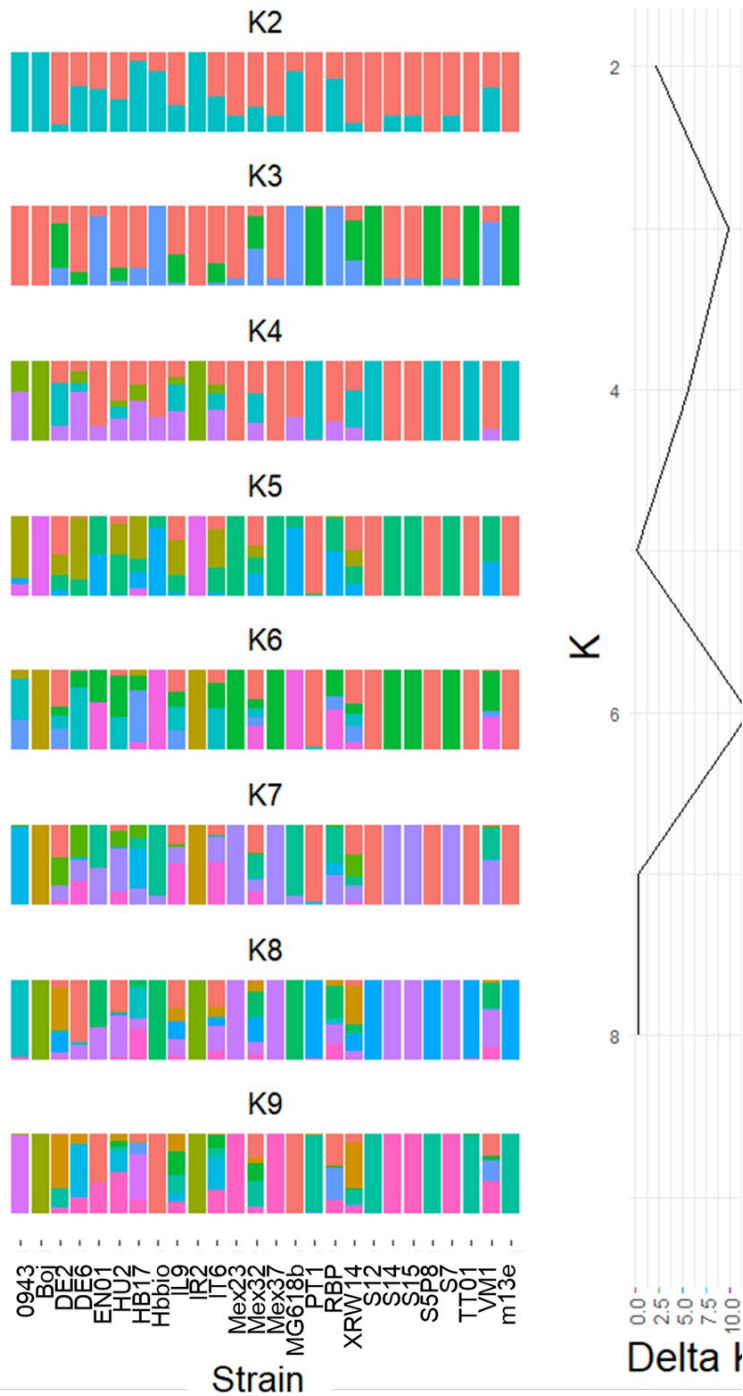 K2
K3
K4
K5
K6
K7
K8
K9
0943
Boj
DE2
DE6
EN01
HU2
HB17
Hbbio
IL9
IR2
IT6
Mex23
Mex32
Mex37
MG618b
PT1
RBP
XRW14
S12
S14
S15
S5P8
S7
TT01
VM1
m13e
Strain
2
4
6
8
K
0.0
2.5
5.0
7.5
10.0
Delta K